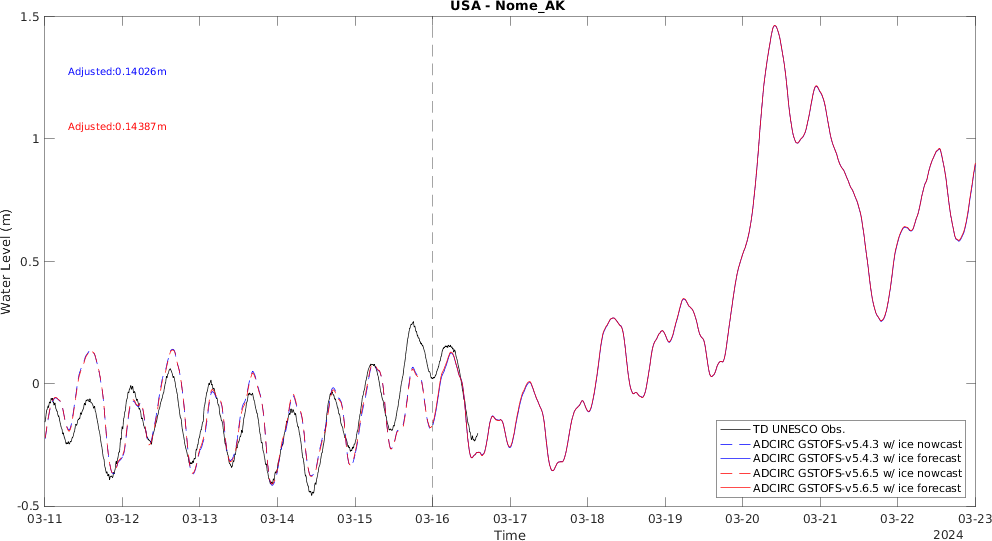 USA - Nome_AK
1.5
Adjusted:0.14026m
Adjusted:0.14387m
1
0.5
0
-0.5
Water Level (m)
TD UNESCO Obs.
ADCIRC GSTOFS-v5.4.3 w/ ice nowcast
ADCIRC GSTOFS-v5.4.3 w/ ice forecast
ADCIRC GSTOFS-v5.6.5 w/ ice nowcast
ADCIRC GSTOFS-v5.6.5 w/ ice forecast
03-11 03-12 03-13 03-14 03-15 03-16 03-17 03-18 03-19 03-20 03-21 03-22 03-23
Time
2024